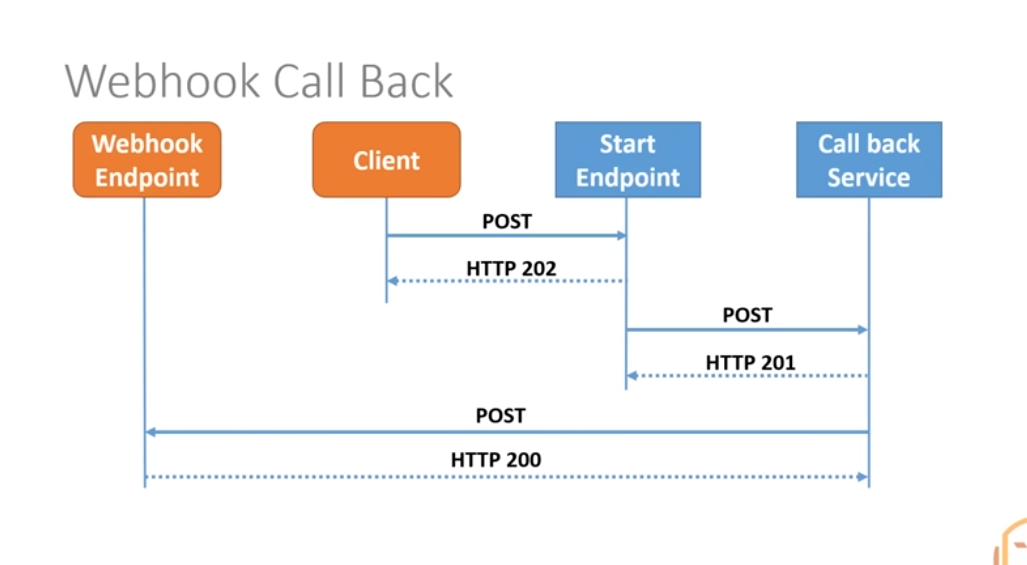 Webhook Call Back
Webhook
Endpoint
Client
Start
Endpoint
Call back
Service
POST
HTTP 202
POST
HTTP 201
POST
HTTP 200